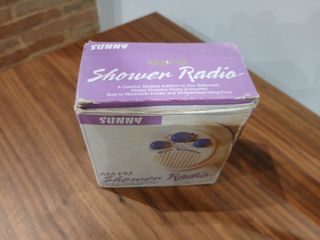 SUNNY
AM/FM
Shower Radio
A Colorful, Musical Addition to Your Bathroom.
Makes Showers Really Enjoyable!
Built-in Washcloth Holder and Showerhead Hang Cord
SUNNY
AM FM
Shower Radio